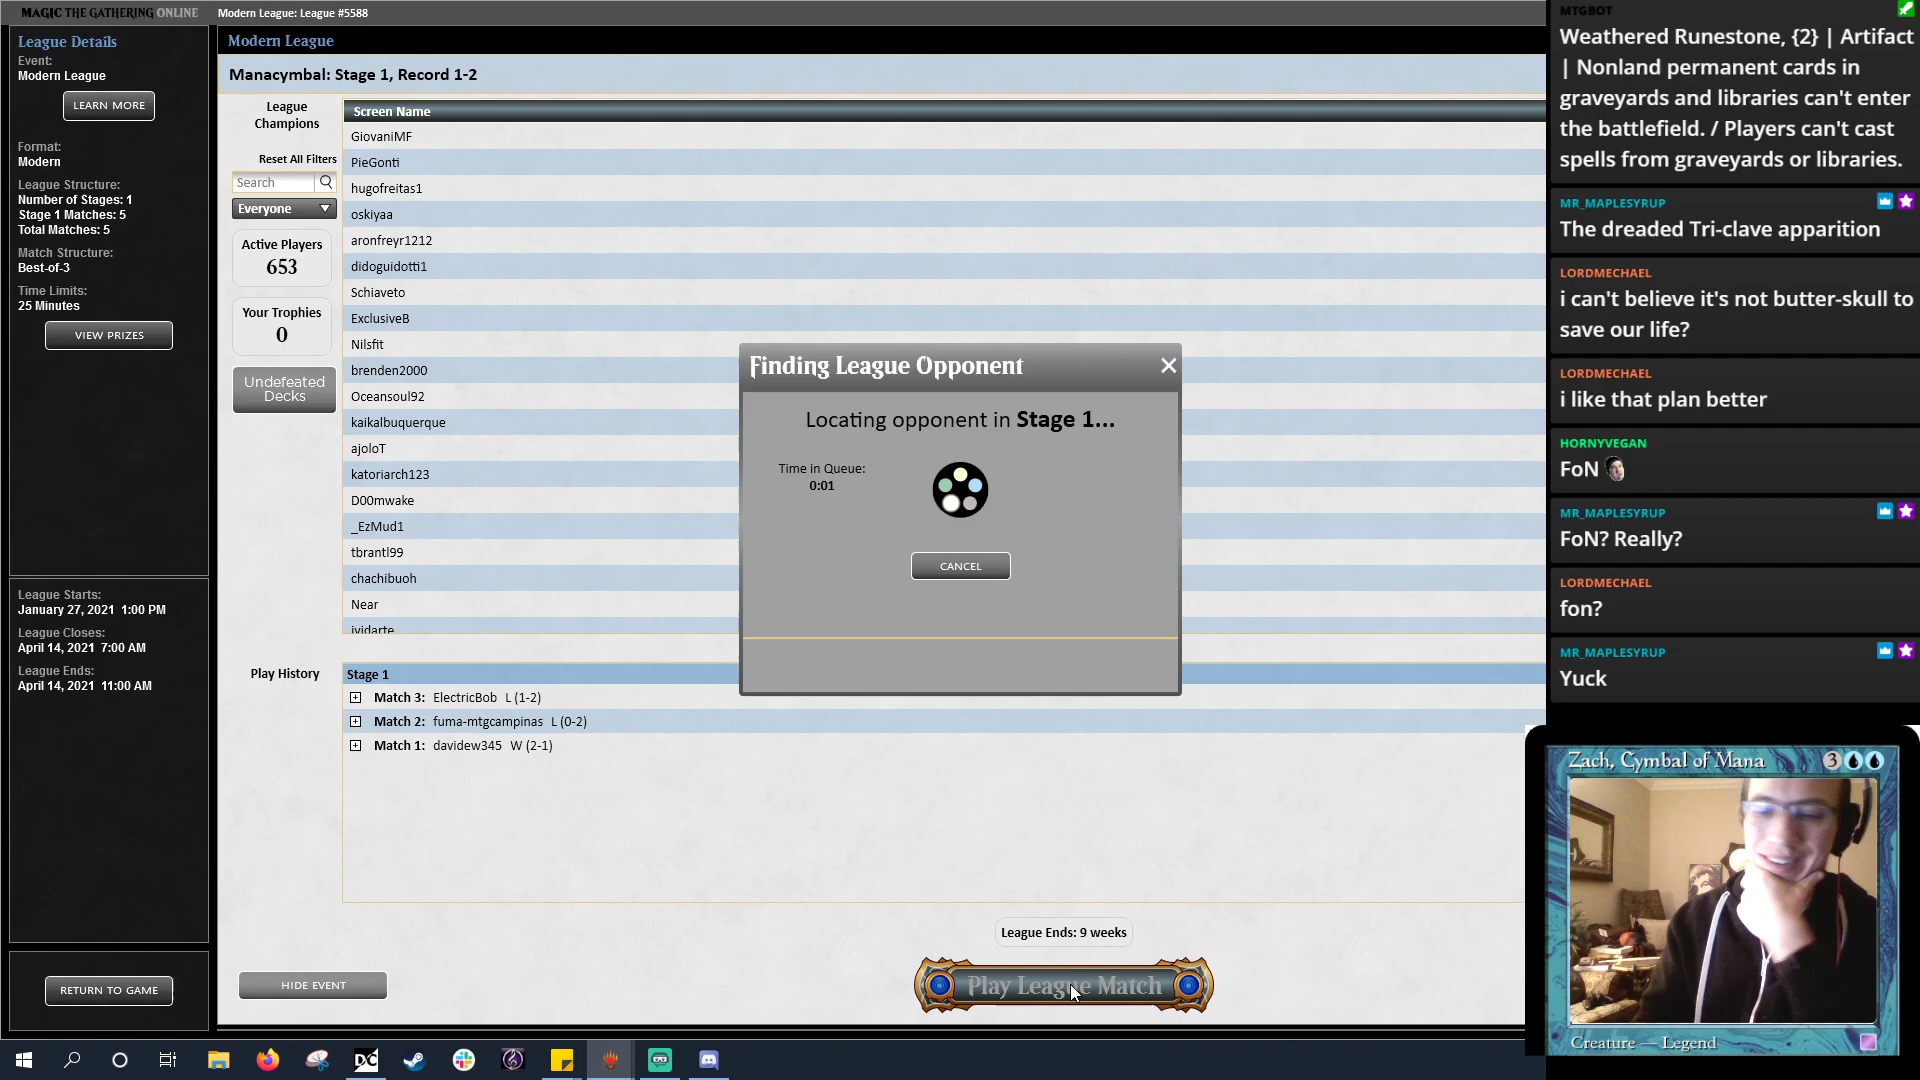 MAGIC THE GATHERING ONLINE
Modern League: League #5588
League Details
Event:
Modern League
LEARN MORE
Format:
Modern
League Structure:
Number of Stages: 1
Stage 1 Matches: 5
Total Matches: 5
Match Structure:
Best-of-3
Time Limits:
25 Minutes
VIEW PRIZES
League Starts:
January 27, 2021 1:00 PM
League Closes:
April 14, 2021 7:00 AM
League Ends:
April 14, 2021 11:00 AM
RETURN TO GAME
Modern League
Manacymbal: Stage 1, Record 1-2
League
Champions
Reset All Filters
Search
Everyone
Active Players
653
Your Trophies
0
Undefeated
Decks
Screen Name
GiovaniMF
PieGonti
hugofreitas1
oskiyaa
aronfreyr1212
didoguidotti1
Schiaveto
ExclusiveB
Nilsfit
brenden2000
Oceansoul92
kaikalbuquerque
ajoloT
katoriarch123
D00mwake
_EzMud1
tbrantl99
chachibuoh
Near
ividarte
Finding League Opponent
Locating opponent in Stage 1...
Time in Queue:
0:01
CANCEL
Play History
Stage 1
Match 3: ElectricBob L (1-2)
Match 2: fuma-mtgcampinas L (0-2)
Match 1: davidew345 W (2-1)
League Ends: 9 weeks
HIDE EVENT
Play League Match
MTGBOT
Weathered Runestone, {2} | Artifact
| Nonland permanent cards in
graveyards and libraries can't enter
the battlefield. / Players can't cast
spells from graveyards or libraries.
MR_MAPLESYRUP
The dreaded Tri-clave apparition
LORDMECHAEL
i can't believe it's not butter-skull to
save our life?
LORDMECHAEL
i like that plan better
HORNYVEGAN
FoN
MR_MAPLESYRUP
FoN? Really?
LORDMECHAEL
fon?
MR_MAPLESYRUP
Yuck
Zach, Cymbal of Mana 3
Creature — Legend
DC